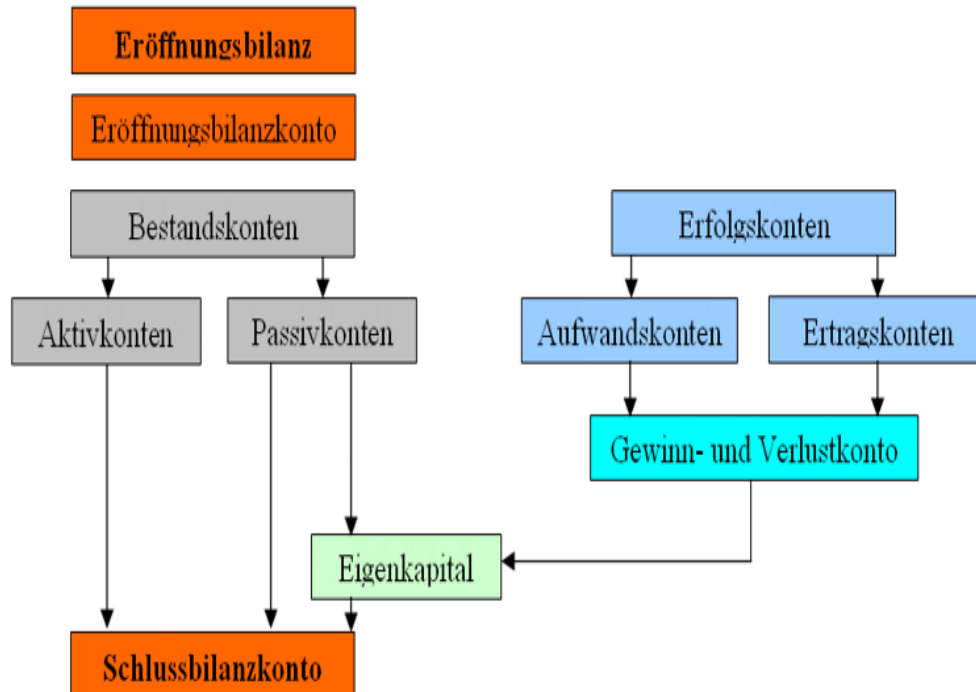 Eröffnungsbilanz
Eröffnungsbilanzkonto
Bestandskonten
Erfolgskonten
Aktivkonten
Passivkonten
Aufwandskonten
Ertragskonten
Gewinn- und Verlustkonto
Eigenkapital
Schlussbilanzkonto